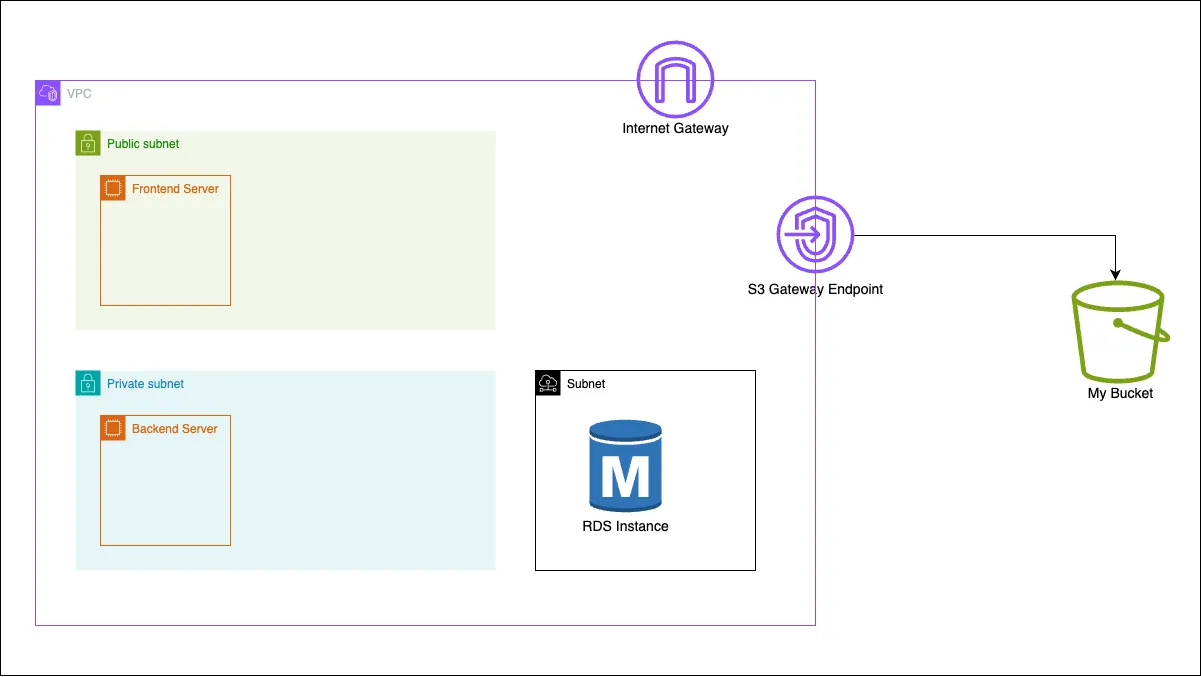 Internet Gateway
VPC
Public subnet
Frontend Server
S3 Gateway Endpoint
My Bucket
Private subnet
Backend Server
Subnet
M
RDS Instance